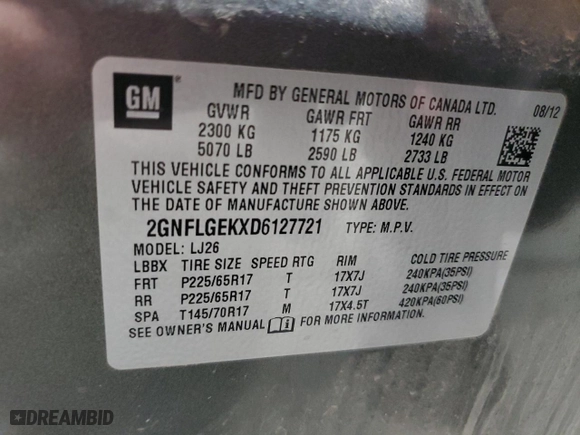 GM
MFD BY GENERAL MOTORS OF CANADA LTD. 08/12
GVWR GAWR FRT GAWR RR
2300 KG 1175 KG 1240 KG
5070 LB 2590 LB 2733 LB
THIS VEHICLE CONFORMS TO ALL APPLICABLE U.S. FEDERAL MOTOR
VEHICLE SAFETY AND THEFT PREVENTION STANDARDS IN EFFECT ON
THE DATE OF MANUFACTURE SHOWN ABOVE.
2GNFLGEKXD6127721 TYPE: M.P.V.
MODEL: LJ26
LBBX TIRE SIZE SPEED RTG RIM COLD TIRE PRESSURE
FRT P225/65R17 T 17X7J 240KPA(35PSI)
RR P225/65R17 T 17X7J 240KPA(35PSI)
SPA T145/70R17 M 17X4.5T 420KPA(60PSI)
SEE OWNER'S MANUAL FOR MORE INFORMATION.
DREAMBID